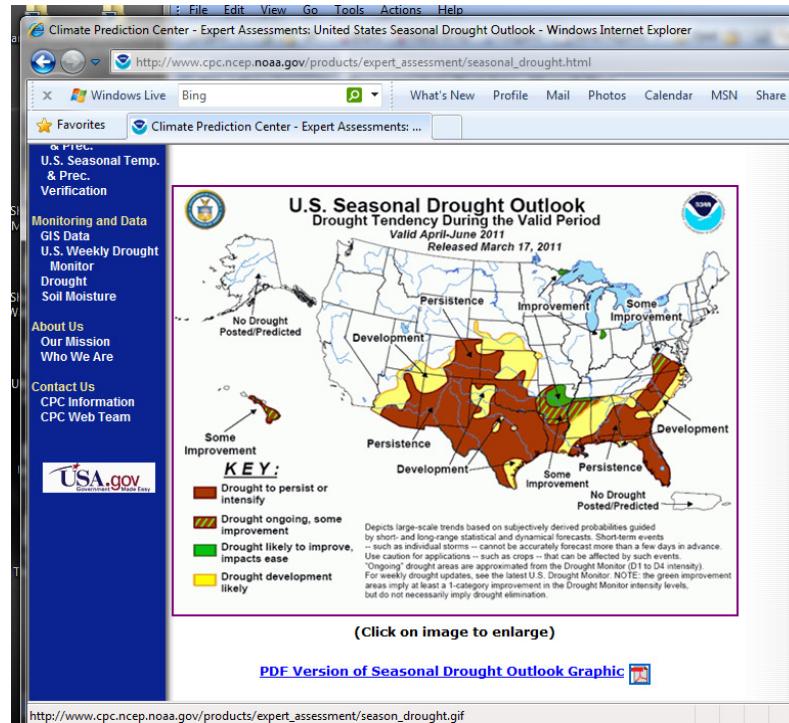 File Edit View Go Tools Actions Help
Climate Prediction Center - Expert Assessments: United States Seasonal Drought Outlook - Windows Internet Explorer
http://www.cpc.ncep.noaa.gov/products/expert_assessment/seasonal_drought.html
x Windows Live Bing What's New Profile Mail Photos Calendar MSN Share
Favorites Climate Prediction Center - Expert Assessments: ...
& Prec.
U.S. Seasonal Temp.
& Prec.
Verification
Monitoring and Data
GIS Data
U.S. Weekly Drought
Monitor
Drought
Soil Moisture
About Us
Our Mission
Who We Are
Contact Us
CPC Information
CPC Web Team
USA.gov
Government Made Easy
U.S. Seasonal Drought Outlook
Drought Tendency During the Valid Period
Valid April-June 2011
Released March 17, 2011
NOAA
No Drought
Posted/Predicted
Persistence
Improvement
Some
Improvement
Development
Some
Improvement
Persistence
Development
Some
Improvement
Persistence
Development
No Drought
Posted/Predicted
KEY:
Drought to persist or
intensify
Drought ongoing, some
improvement
Drought likely to improve,
impacts ease
Drought development
likely
Depicts large-scale trends based on subjectively derived probabilities guided
by short- and long-range statistical and dynamical forecasts. Short-term events
-- such as individual storms -- cannot be accurately forecast more than a few days in advance.
Use caution for applications -- such as crops -- that can be affected by such events.
"Ongoing" drought areas are approximated from the Drought Monitor (D1 to D4 intensity).
For weekly drought updates, see the latest U.S. Drought Monitor. NOTE: the green improvement
areas imply at least a 1-category improvement in the Drought Monitor intensity levels,
but do not necessarily imply drought elimination.
(Click on image to enlarge)
PDF Version of Seasonal Drought Outlook Graphic
http://www.cpc.ncep.noaa.gov/products/expert_assessment/season_drought.gif